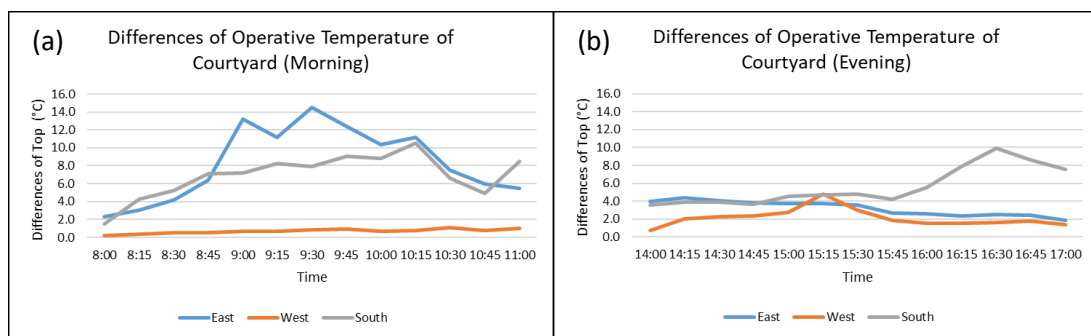 (a)
Differences of Operative Temperature of
Courtyard (Morning)
Differences of Top (°C)
16.0
14.0
12.0
10.0
8.0
6.0
4.0
2.0
0.0
8:00 8:15 8:30 8:45 9:00 9:15 9:30 9:45 10:00 10:15 10:30 10:45 11:00
Time
East West South
(b)
Differences of Operative Temperature of
Courtyard (Evening)
Differences of Top (°C)
16.0
14.0
12.0
10.0
8.0
6.0
4.0
2.0
0.0
14:00 14:15 14:30 14:45 15:00 15:15 15:30 15:45 16:00 16:15 16:30 16:45 17:00
Time
East West South